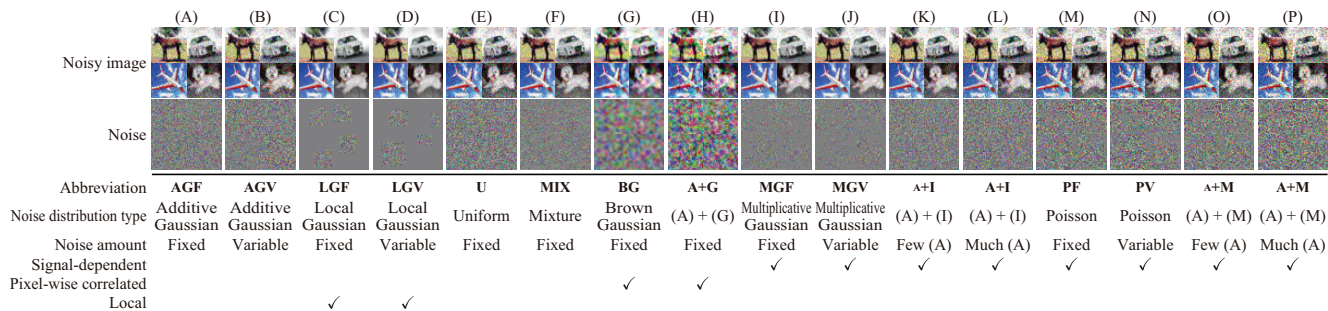 (A) (B) (C) (D) (E) (F) (G) (H) (I) (J) (K) (L) (M) (N) (O) (P)
Noisy image
Noise
Abbreviation AGF AGV LGF LGV U MIX BG A+G MGF MGV A+I A+I PF PV A+M A+M
Noise distribution type Additive Gaussian Additive Gaussian Local Gaussian Local Gaussian Uniform Mixture Brown Gaussian (A) + (G) Multiplicative Gaussian Multiplicative Gaussian (A) + (I) (A) + (I) Poisson Poisson (A) + (M) (A) + (M)
Noise amount Fixed Variable Fixed Variable Fixed Fixed Fixed Fixed Fixed Variable Few (A) Much (A) Fixed Variable Few (A) Much (A)
Signal-dependent ✓ ✓ ✓ ✓ ✓ ✓ ✓ ✓
Pixel-wise correlated ✓ ✓
Local ✓ ✓